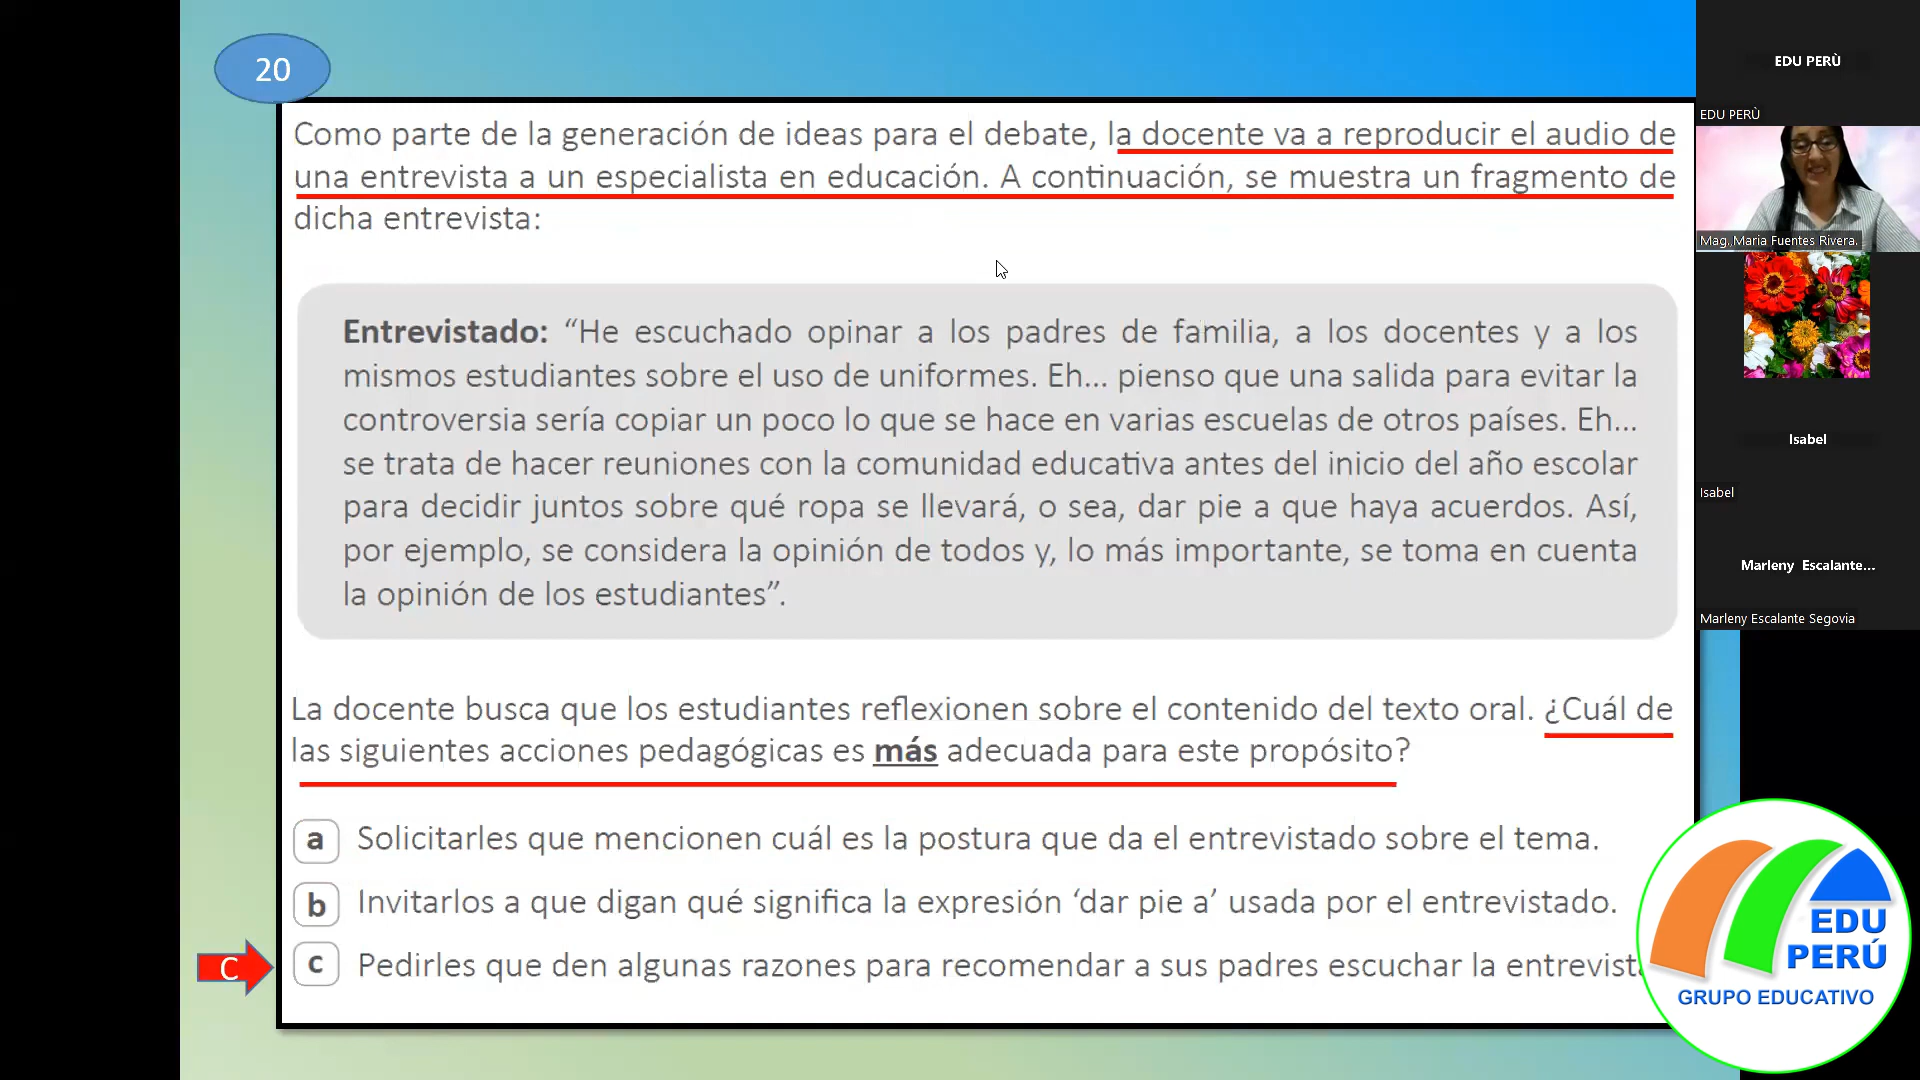 20
Como parte de la generación de ideas para el debate, la docente va a reproducir el audio de
una entrevista a un especialista en educación. A continuación, se muestra un fragmento de
dicha entrevista:
Entrevistado: “He escuchado opinar a los padres de familia, a los docentes y a los
mismos estudiantes sobre el uso de uniformes. Eh... pienso que una salida para evitar la
controversia sería copiar un poco lo que se hace en varias escuelas de otros países. Eh...
se trata de hacer reuniones con la comunidad educativa antes del inicio del año escolar
para decidir juntos sobre qué ropa se llevará, o sea, dar pie a que haya acuerdos. Así,
por ejemplo, se considera la opinión de todos y, lo más importante, se toma en cuenta
la opinión de los estudiantes”.
La docente busca que los estudiantes reflexionen sobre el contenido del texto oral. ¿Cuál de
las siguientes acciones pedagógicas es más adecuada para este propósito?
a Solicitarles que mencionen cuál es la postura que da el entrevistado sobre el tema.
b Invitarlos a que digan qué significa la expresión ‘dar pie a’ usada por el entrevistado.
C
c Pedirles que den algunas razones para recomendar a sus padres escuchar la
EDU PERÙ
EDU PERÙ
Mag. Maria Fuentes Rivera.
Isabel
Isabel
Marleny Escalante...
Marleny Escalante Segovia
EDU
PERÚ
GRUPO EDUCATIVO